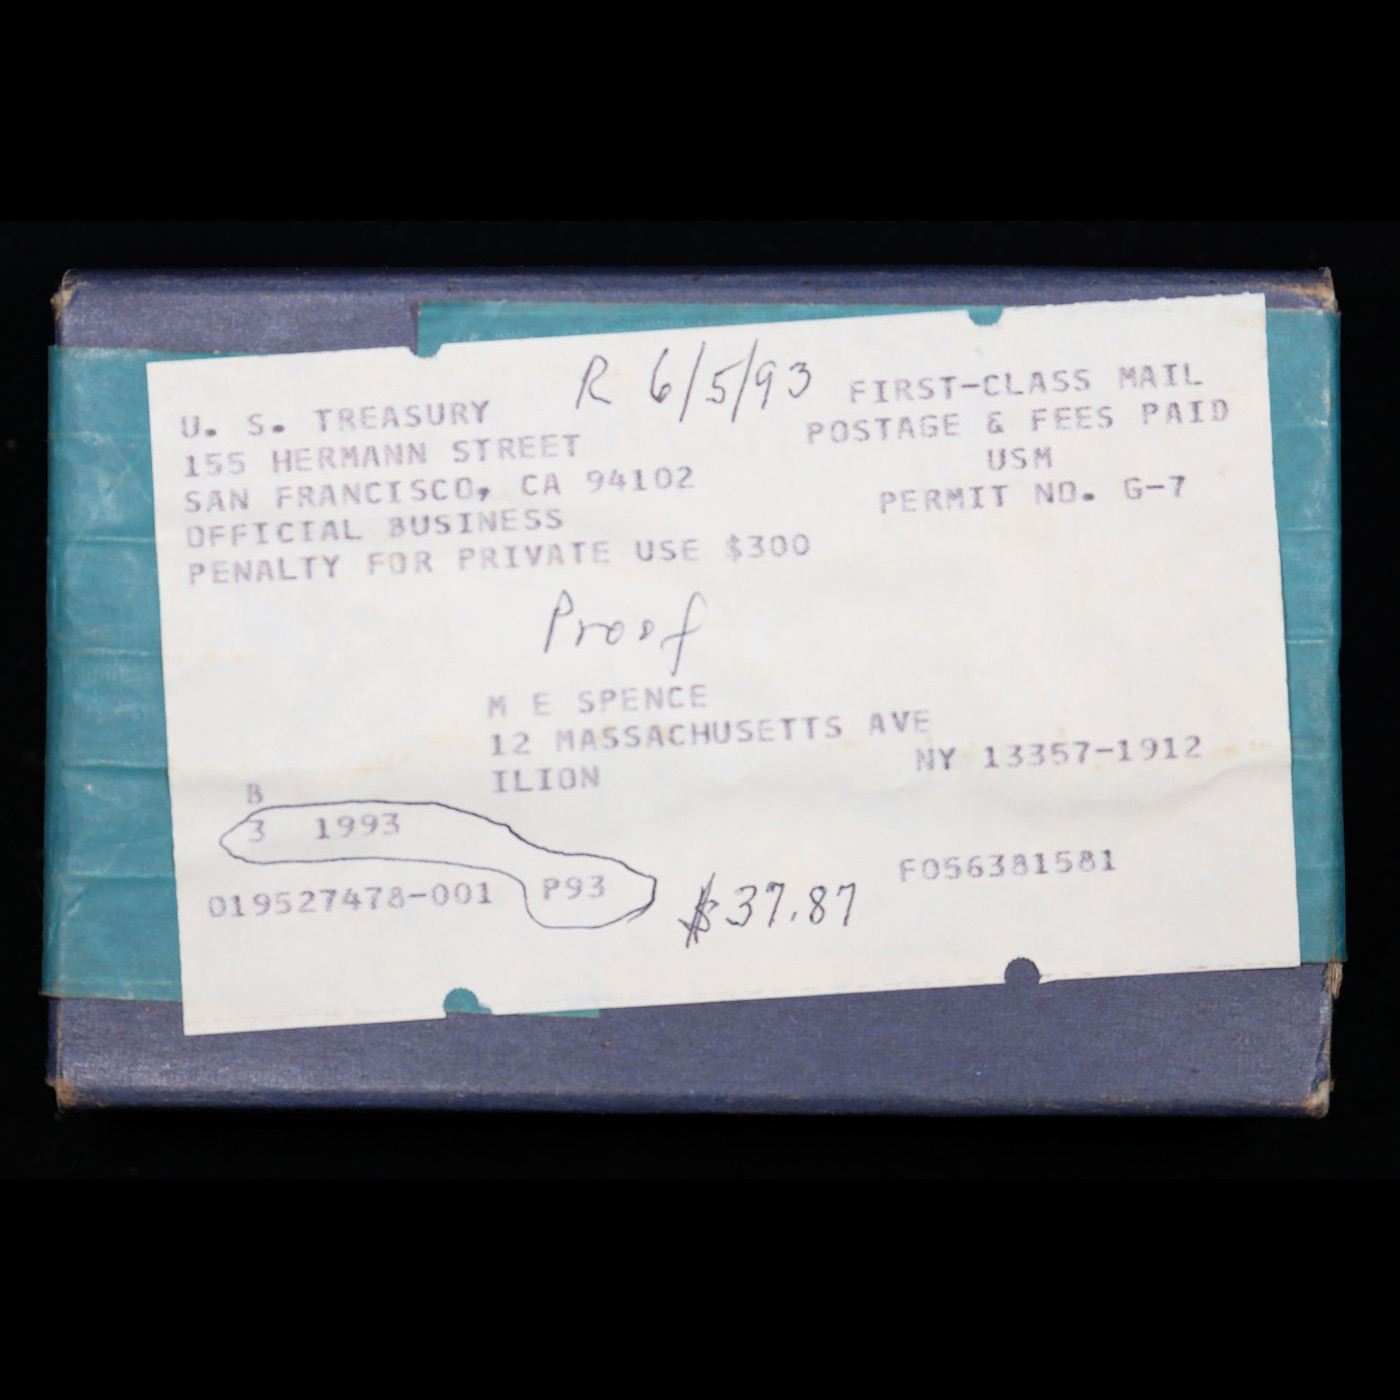 R 6/5/93
U. S. TREASURY
155 HERMANN STREET
SAN FRANCISCO, CA 94102
OFFICIAL BUSINESS
PENALTY FOR PRIVATE USE $300
FIRST-CLASS MAIL
POSTAGE & FEES PAID
USM
PERMIT NO. G-7
Proof
M E SPENCE
12 MASSACHUSETTS AVE
ILION NY 13357-1912
B
3 1993
019527478-001 P93
$37.87
F056381581